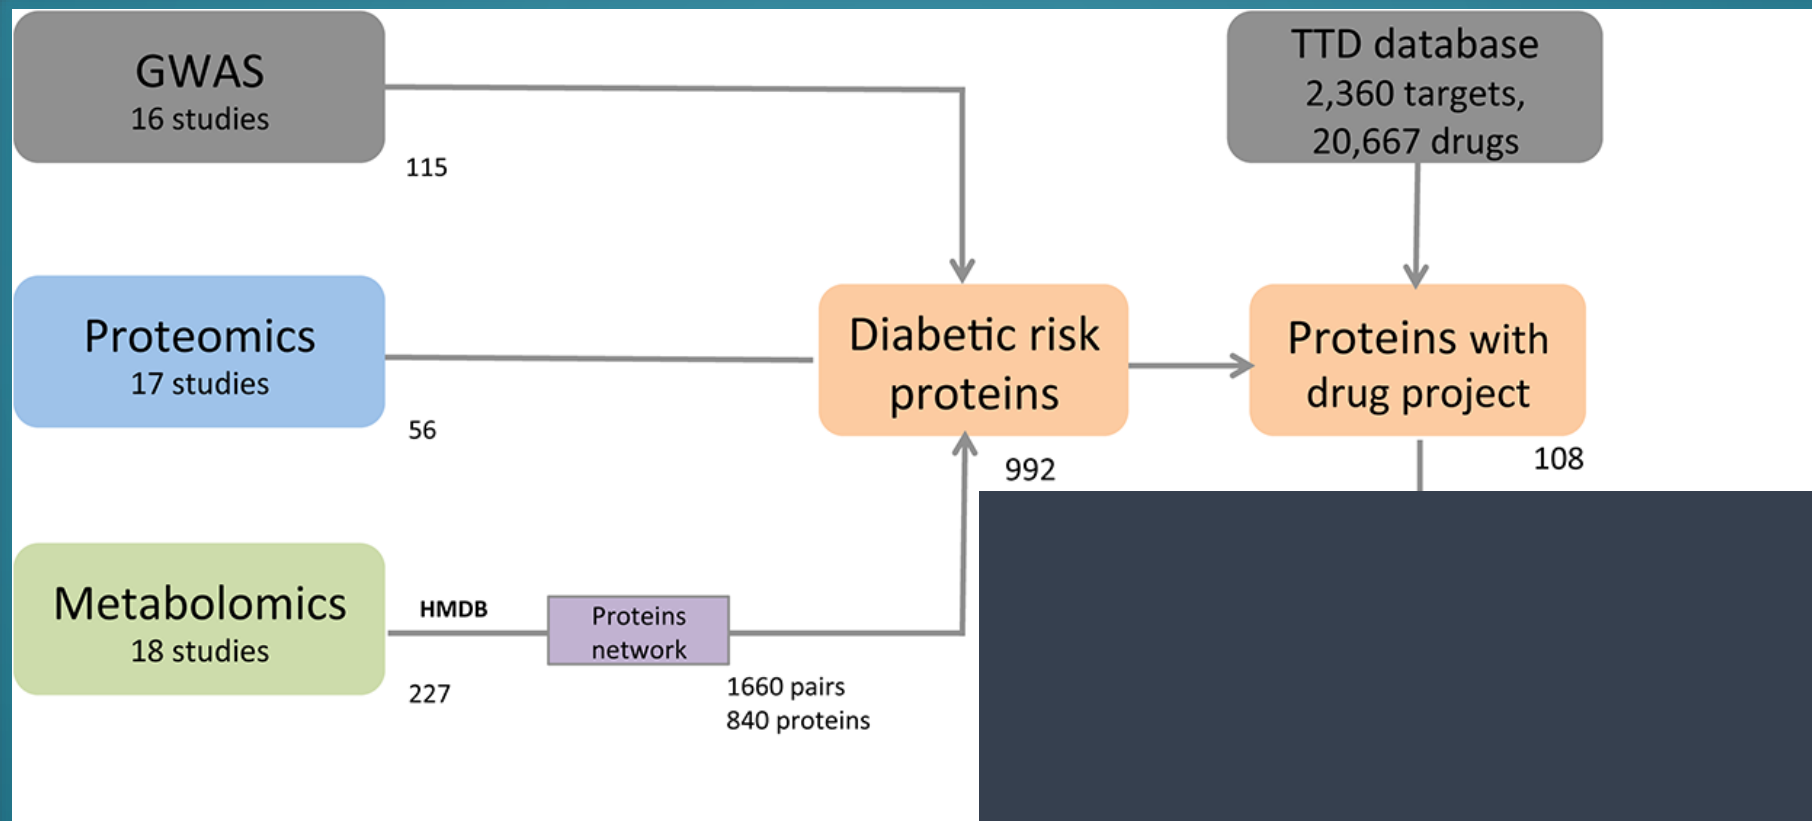 GWAS
16 studies
115
TTD database
2,360 targets,
20,667 drugs
Proteomics
17 studies
56
Diabetic risk
proteins
992
Proteins with
drug project
108
Metabolomics
18 studies
HMDB
227
Proteins
network
1660 pairs
840 proteins